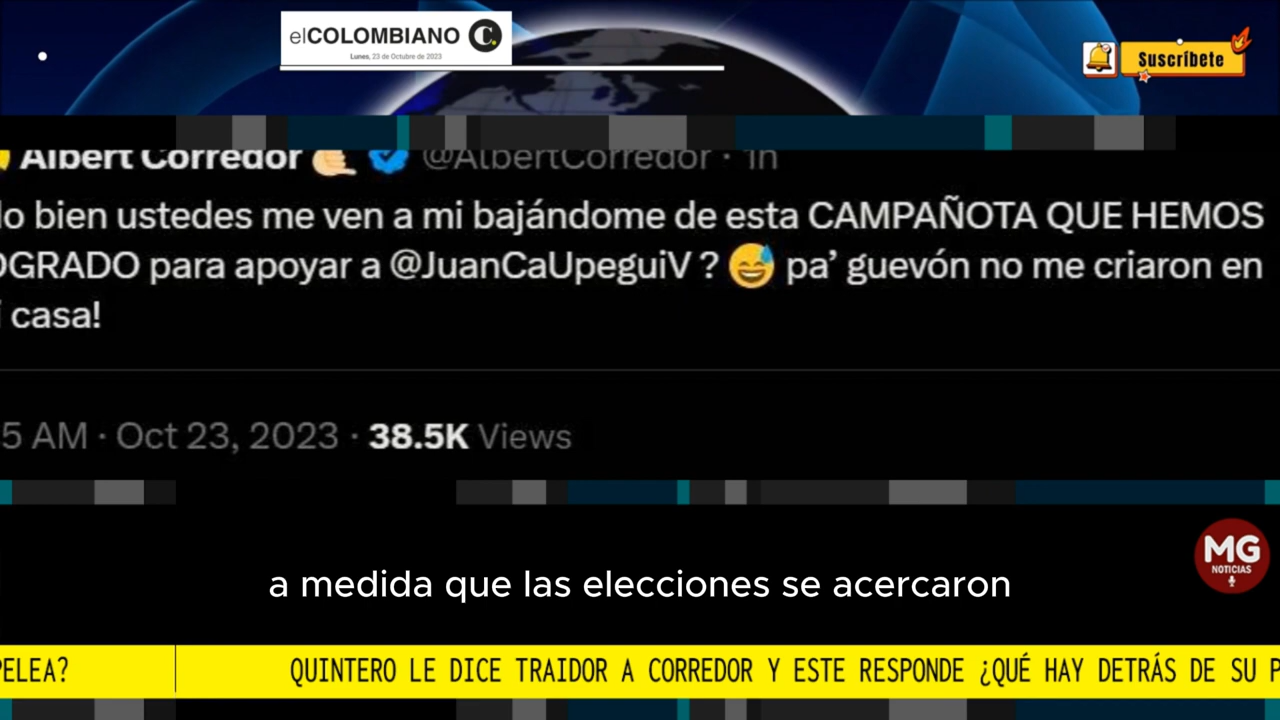 elCOLOMBIANO C.
Lunes, 23 de Octubre de 2023
Suscríbete
Albert Corredor @AlbertCorredor · 1h
bien ustedes me ven a mi bajándome de esta CAMPAÑOTA QUE HEMOS
OGRADO para apoyar a @JuanCaUpeguiV ? 😅 pa’ guevón no me criaron en
casa!
5 AM · Oct 23, 2023 · 38.5K Views
MG
NOTICIAS
a medida que las elecciones se acercaron
PELEA? QUINTERO LE DICE TRAIDOR A CORREDOR Y ESTE RESPONDE ¿QUÉ HAY DETRÁS DE SU P